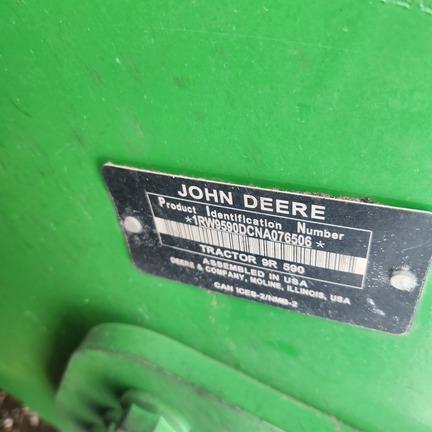 JOHN DEERE
Product Identification Number
*1RW9590DCNA076506*
TRACTOR 9R 590
ASSEMBLED IN USA
DEERE & COMPANY, MOLINE, ILLINOIS, USA
CAN ICES-2/NMB-2